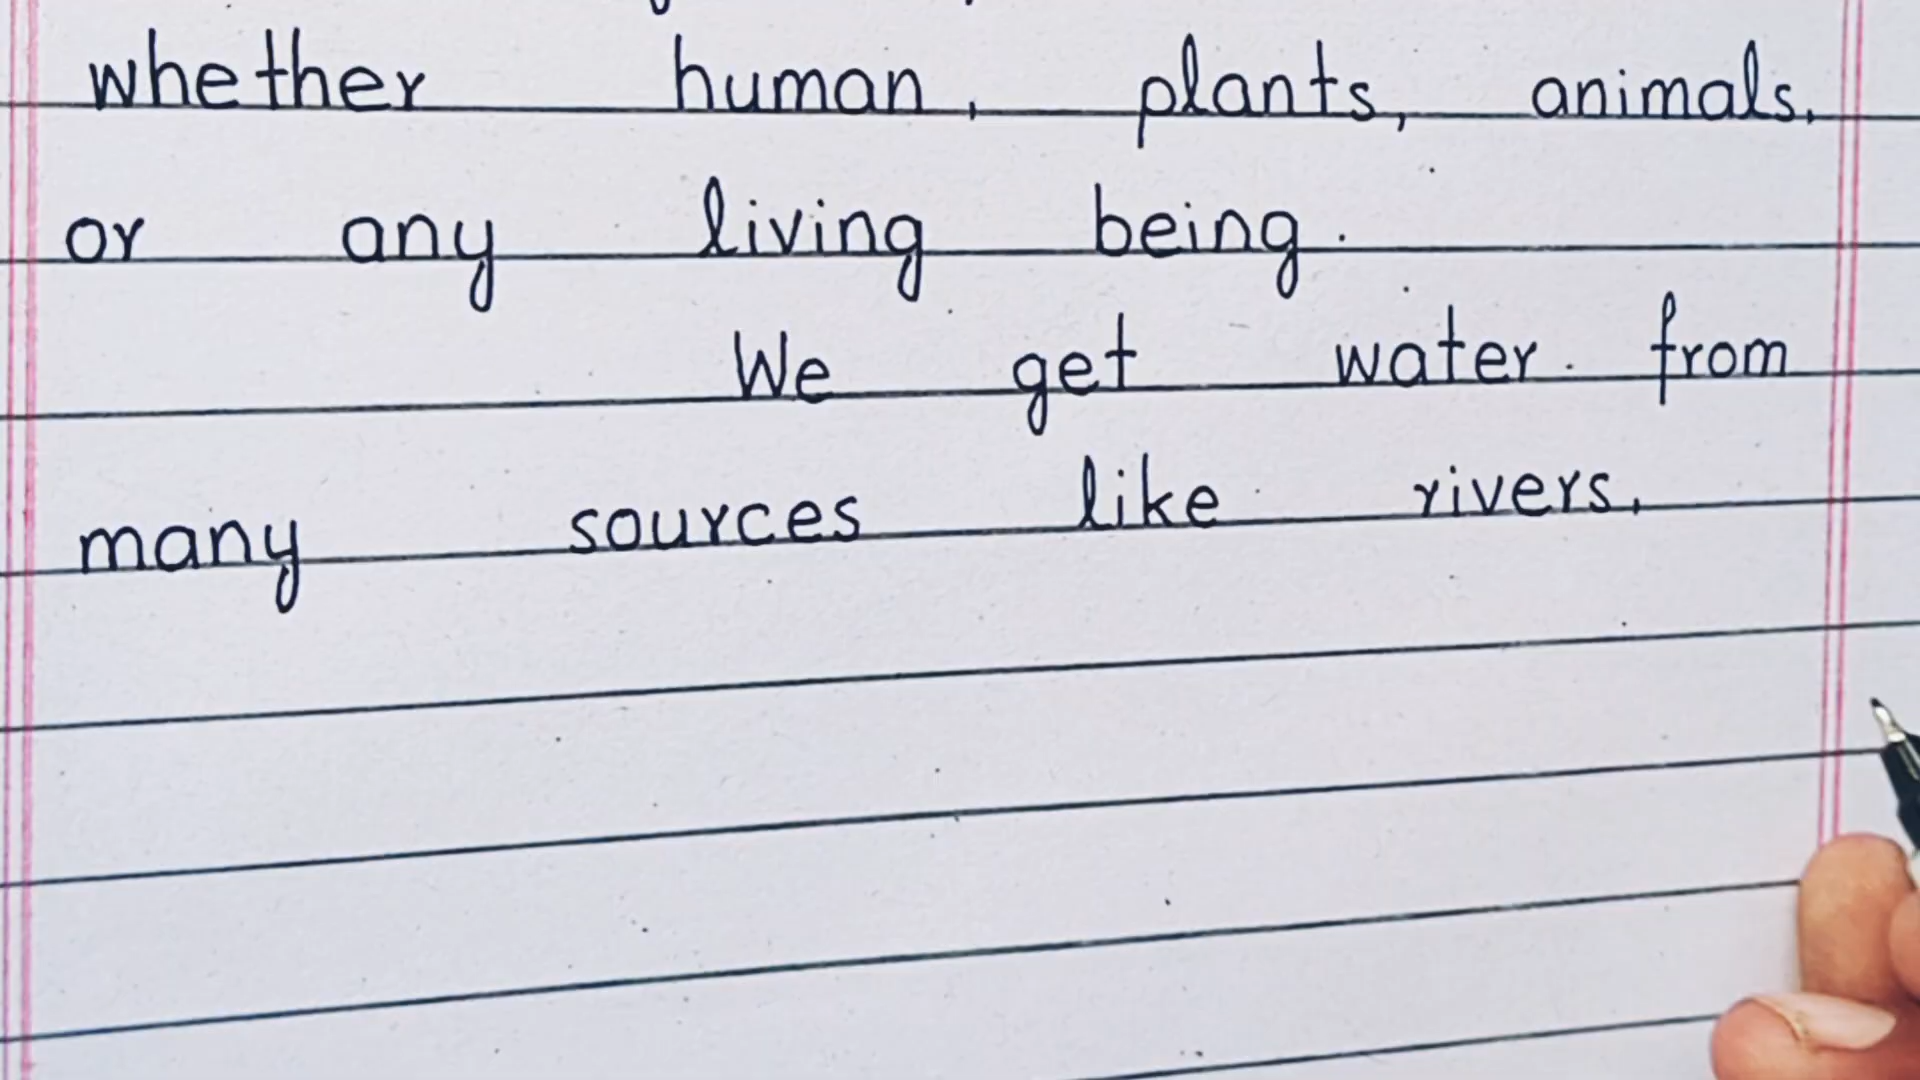 whether human, plants, animals,
or any living being.
We get water from
many sources like rivers,